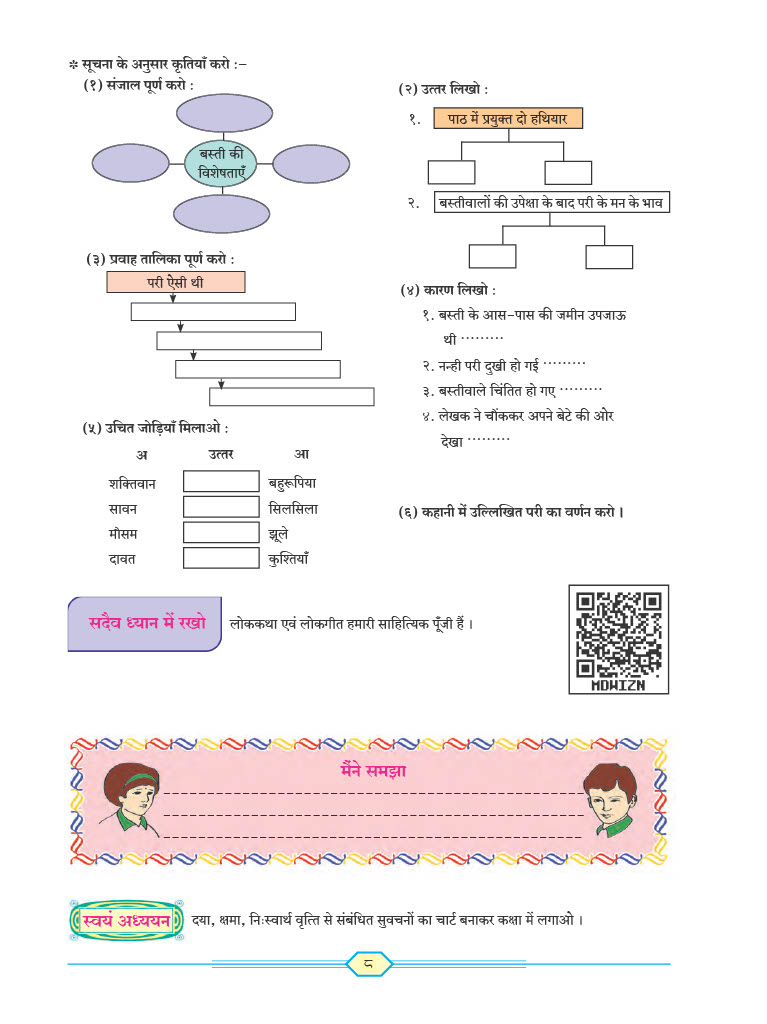 * सूचना के अनुसार कृतियाँ करो :–
(१) संजाल पूर्ण करो :
बस्ती की
विशेषताएँ
(२) उत्तर लिखो :
१. पाठ में प्रयुक्त दो हथियार
२. बस्तीवालों की उपेक्षा के बाद परी के मन के भाव
(३) प्रवाह तालिका पूर्ण करो :
परी ऐसी थी
(४) कारण लिखो :
१. बस्ती के आस-पास की जमीन उपजाऊ
थी ………
२. नन्ही परी दुखी हो गई ………
३. बस्तीवाले चिंतित हो गए ………
४. लेखक ने चौंककर अपने बेटे की ओर
देखा ………
(५) उचित जोड़ियाँ मिलाओ :
अ उत्तर आ
शक्तिवान बहुरूपिया
सावन सिलसिला
मौसम झूले
दावत कुश्तियाँ
(६) कहानी में उल्लिखित परी का वर्णन करो ।
सदैव ध्यान में रखो
लोककथा एवं लोकगीत हमारी साहित्यिक पूँजी हैं ।
MDWIZN
मैंने समझा
स्वयं अध्ययन
दया, क्षमा, निःस्वार्थ वृत्ति से संबंधित सुवचनों का चार्ट बनाकर कक्षा में लगाओ ।
८